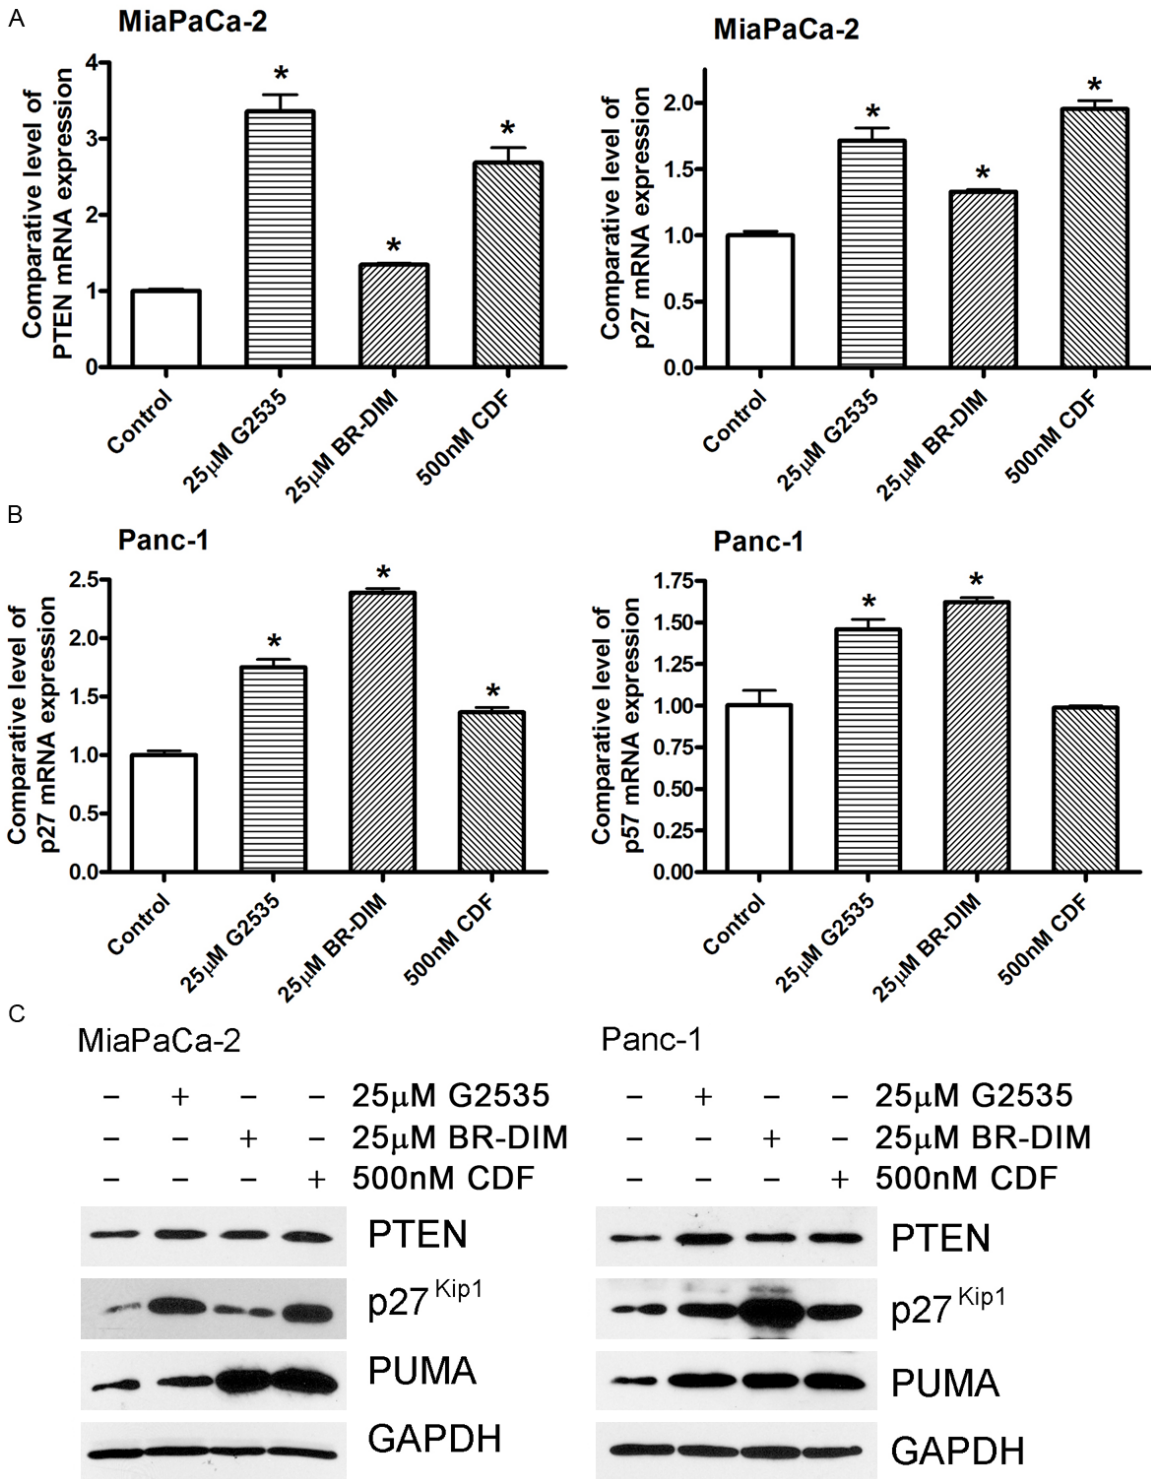 A
MiaPaCa-2
Comparative level of
PTEN mRNA expression
4
3
2
1
0
*
*
*
Control
25μM G2535
25μM BR-DIM
500nM CDF
MiaPaCa-2
Comparative level of
p27 mRNA expression
2.0
1.5
1.0
0.5
0.0
*
*
*
Control
25μM G2535
25μM BR-DIM
500nM CDF
B
Panc-1
Comparative level of
p27 mRNA expression
2.5
2.0
1.5
1.0
0.5
0.0
*
*
*
Control
25μM G2535
25μM BR-DIM
500nM CDF
Panc-1
Comparative level of
p57 mRNA expression
1.75
1.50
1.25
1.00
0.75
0.50
0.25
0.00
*
*
Control
25μM G2535
25μM BR-DIM
500nM CDF
C
MiaPaCa-2
– + – – 25μM G2535
– – + – 25μM BR-DIM
– – – + 500nM CDF
PTEN
p27 Kip1
PUMA
GAPDH
Panc-1
– + – – 25μM G2535
– – + – 25μM BR-DIM
– – – + 500nM CDF
PTEN
p27 Kip1
PUMA
GAPDH